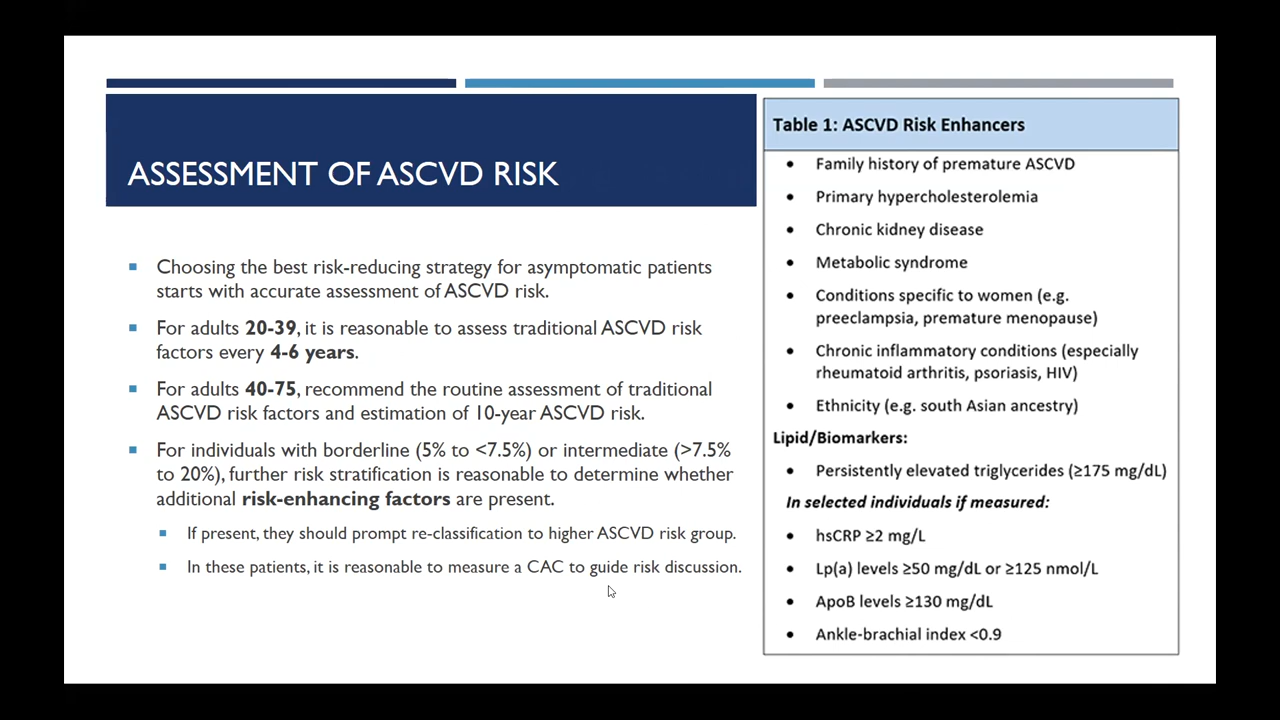 ASSESSMENT OF ASCVD RISK
Choosing the best risk-reducing strategy for asymptomatic patients
starts with accurate assessment of ASCVD risk.
For adults 20-39, it is reasonable to assess traditional ASCVD risk
factors every 4-6 years.
For adults 40-75, recommend the routine assessment of traditional
ASCVD risk factors and estimation of 10-year ASCVD risk.
For individuals with borderline (5% to <7.5%) or intermediate (>7.5%
to 20%), further risk stratification is reasonable to determine whether
additional risk-enhancing factors are present.
If present, they should prompt re-classification to higher ASCVD risk group.
In these patients, it is reasonable to measure a CAC to guide risk discussion.
Table 1: ASCVD Risk Enhancers
Family history of premature ASCVD
Primary hypercholesterolemia
Chronic kidney disease
Metabolic syndrome
Conditions specific to women (e.g.
preeclampsia, premature menopause)
Chronic inflammatory conditions (especially
rheumatoid arthritis, psoriasis, HIV)
Ethnicity (e.g. south Asian ancestry)
Lipid/Biomarkers:
Persistently elevated triglycerides (≥175 mg/dL)
In selected individuals if measured:
hsCRP ≥2 mg/L
Lp(a) levels ≥50 mg/dL or ≥125 nmol/L
ApoB levels ≥130 mg/dL
Ankle-brachial index <0.9